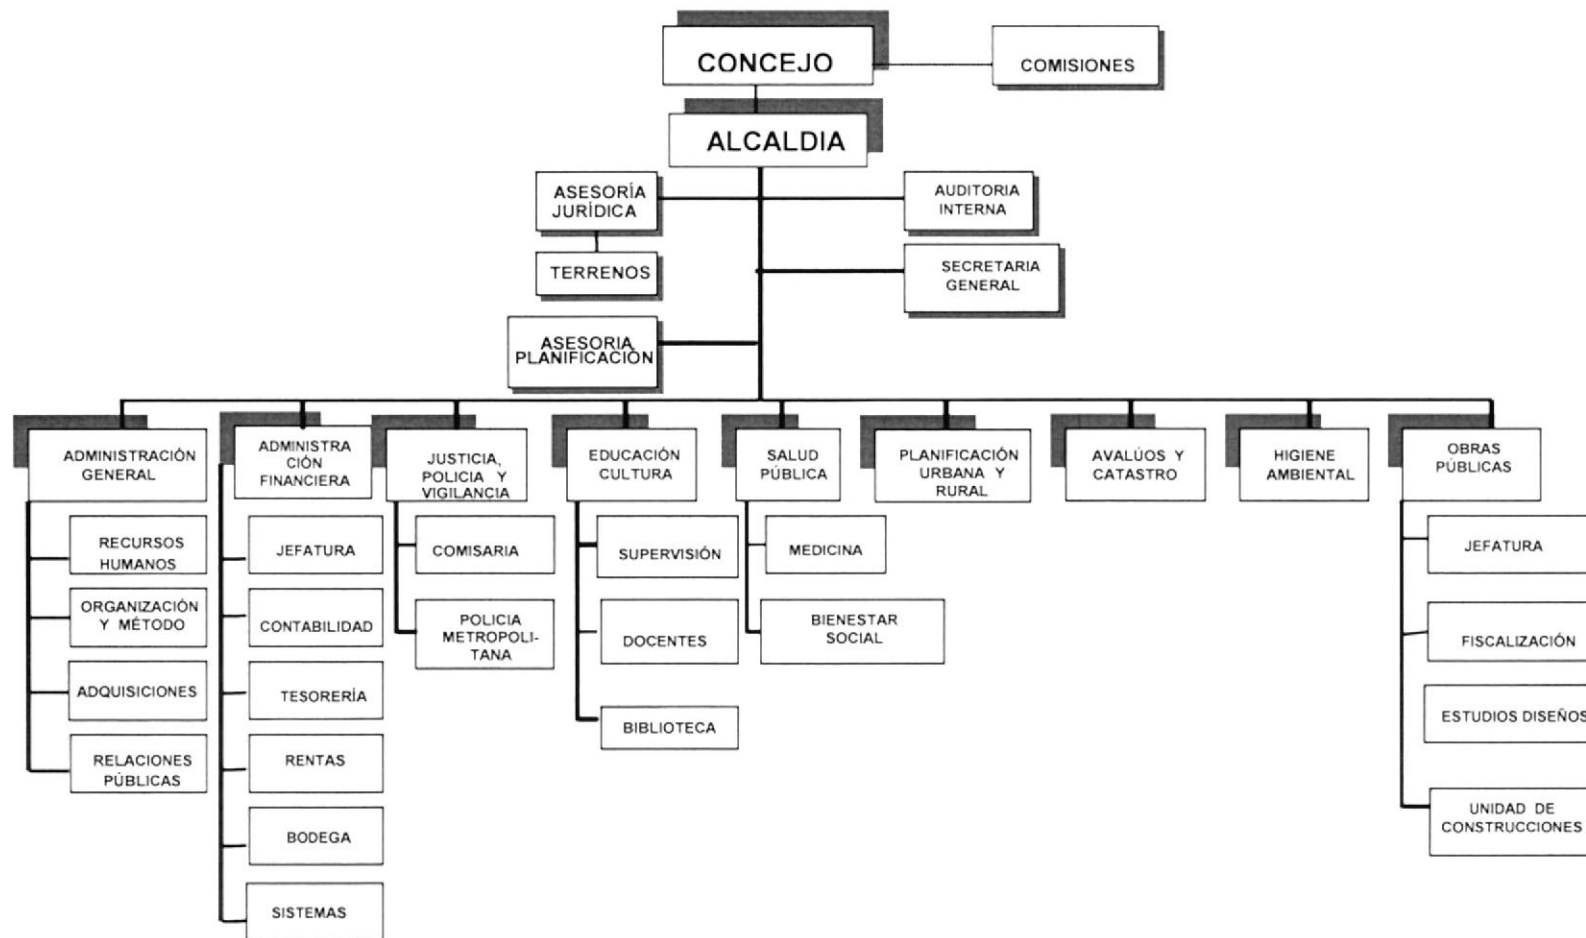 CONCEJO
COMISIONES
ALCALDIA
ASESORÍA
JURÍDICA
AUDITORIA
INTERNA
TERRENOS
SECRETARIA
GENERAL
ASESORIA
PLANIFICACIÓN
ADMINISTRACIÓN
GENERAL
ADMINISTRA
CIÓN
FINANCIERA
JUSTICIA,
POLICIA Y
VIGILANCIA
EDUCACIÓN
CULTURA
SALUD
PÚBLICA
PLANIFICACIÓN
URBANA Y
RURAL
AVALÚOS Y
CATASTRO
HIGIENE
AMBIENTAL
OBRAS
PÚBLICAS
RECURSOS
HUMANOS
ORGANIZACIÓN
Y MÉTODO
ADQUISICIONES
RELACIONES
PÚBLICAS
JEFATURA
CONTABILIDAD
TESORERÍA
RENTAS
BODEGA
SISTEMAS
COMISARIA
POLICIA
METROPOLI-
TANA
SUPERVISIÓN
DOCENTES
BIBLIOTECA
MEDICINA
BIENESTAR
SOCIAL
JEFATURA
FISCALIZACIÓN
ESTUDIOS DISEÑOS
UNIDAD DE
CONSTRUCCIONES